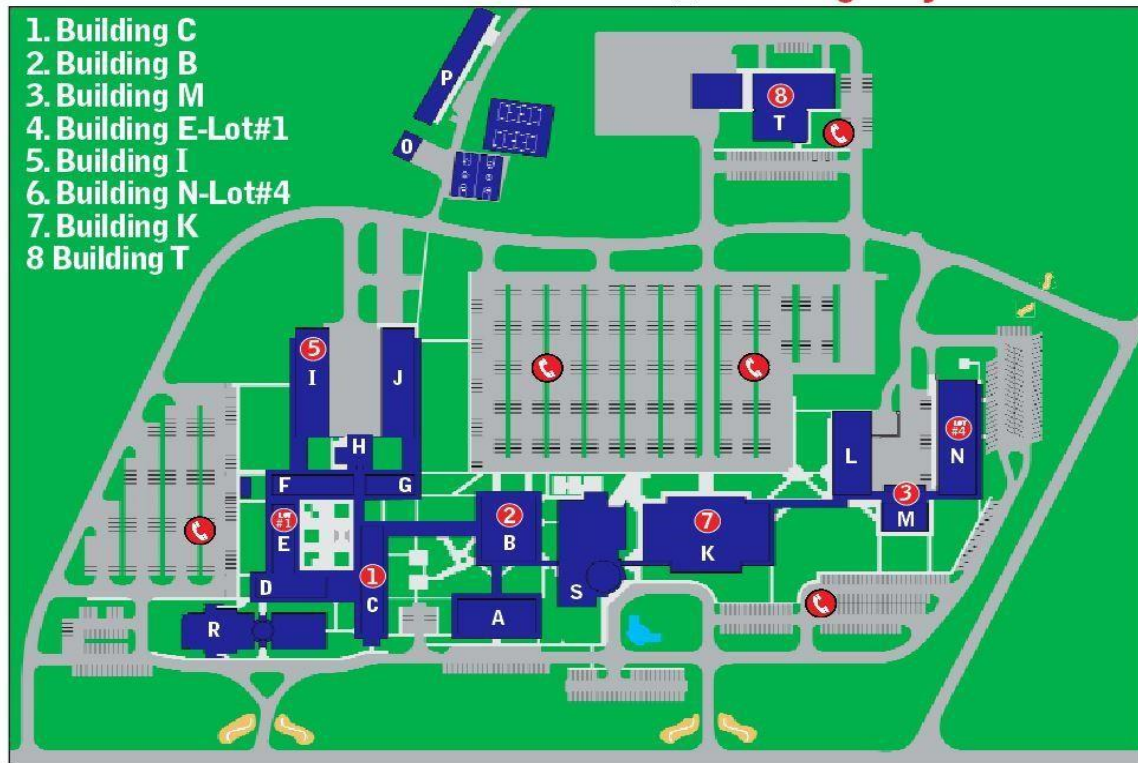 1. Building C
2. Building B
3. Building M
4. Building E-Lot#1
5. Building I
6. Building N-Lot#4
7. Building K
8 Building T
P
O
8
T
5
I
J
H
F
G
LOT
#1
E
D
R
1
C
2
B
A
S
7
K
L
LOT
#4
N
3
M